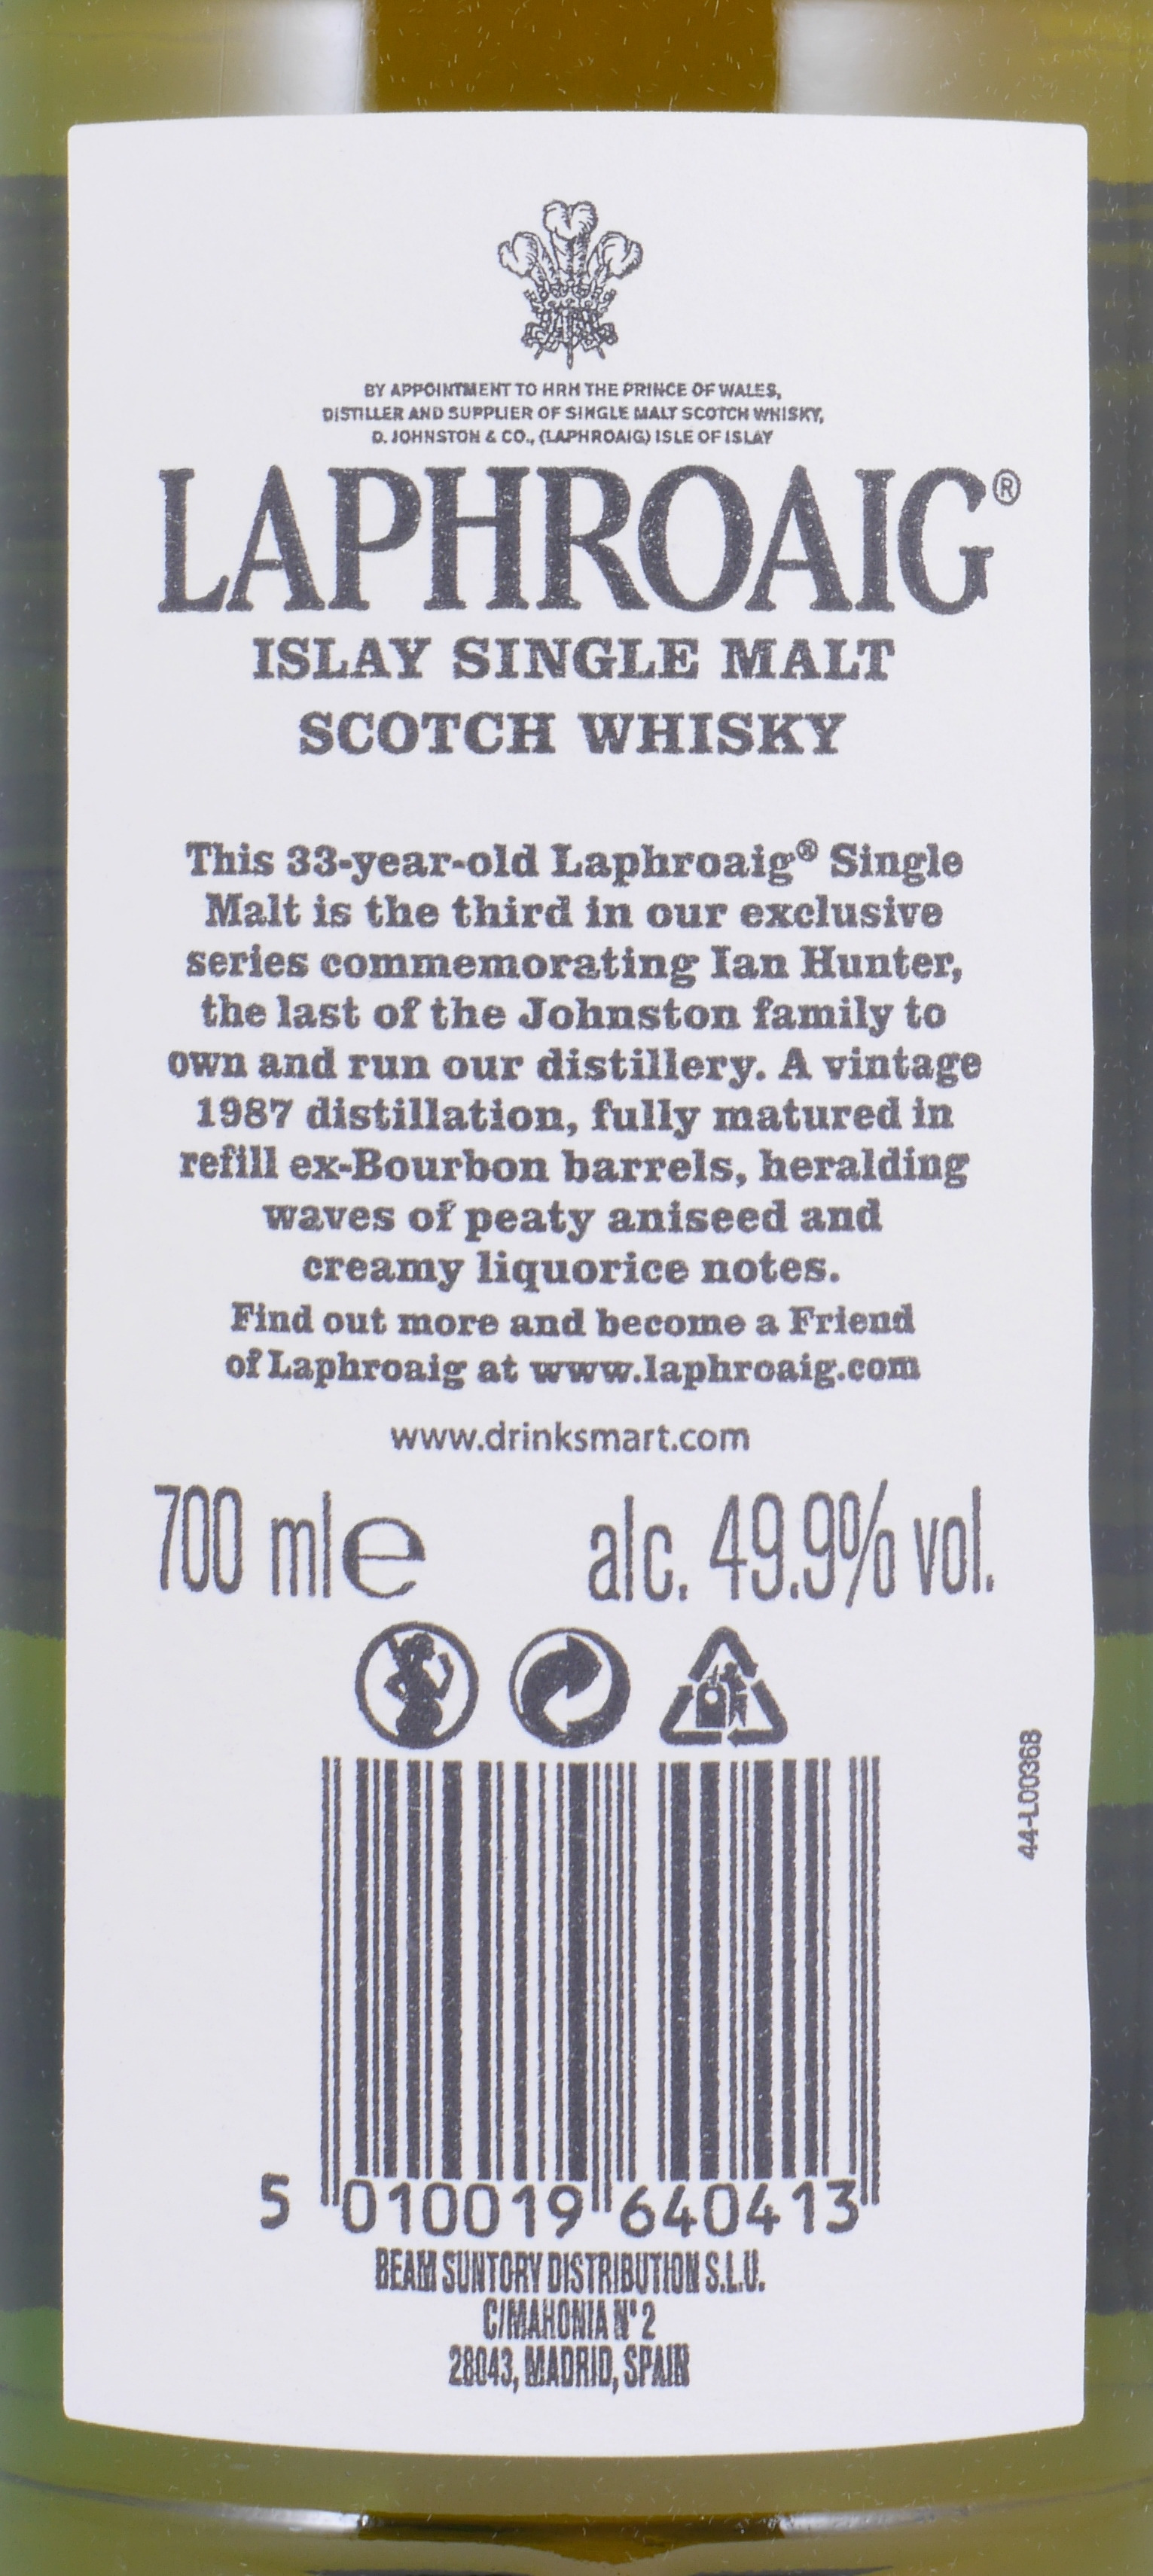 BY APPOINTMENT TO HRH THE PRINCE OF WALES,
DISTILLER AND SUPPLIER OF SINGLE MALT SCOTCH WHISKY,
D. JOHNSTON & CO., (LAPHROAIG) ISLE OF ISLAY
LAPHROAIG®
ISLAY SINGLE MALT
SCOTCH WHISKY
This 33-year-old Laphroaig® Single
Malt is the third in our exclusive
series commemorating Ian Hunter,
the last of the Johnston family to
own and run our distillery. A vintage
1987 distillation, fully matured in
refill ex-Bourbon barrels, heralding
waves of peaty aniseed and
creamy liquorice notes.
Find out more and become a Friend
of Laphroaig at www.laphroaig.com
www.drinksmart.com
700 ml e alc. 49.9% vol.
44-L00368
5 010019 640413
BEAM SUNTORY DISTRIBUTION S.L.U.
C/MAHONIA Nº 2
28043, MADRID, SPAIN